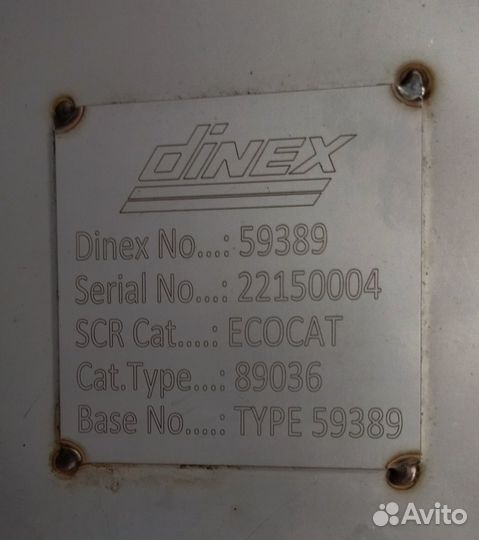 DINEX
Dinex No...: 59389
Serial No...: 22150004
SCR Cat....: ECOCAT
Cat.Type...: 89036
Base No....: TYPE 59389
Avito